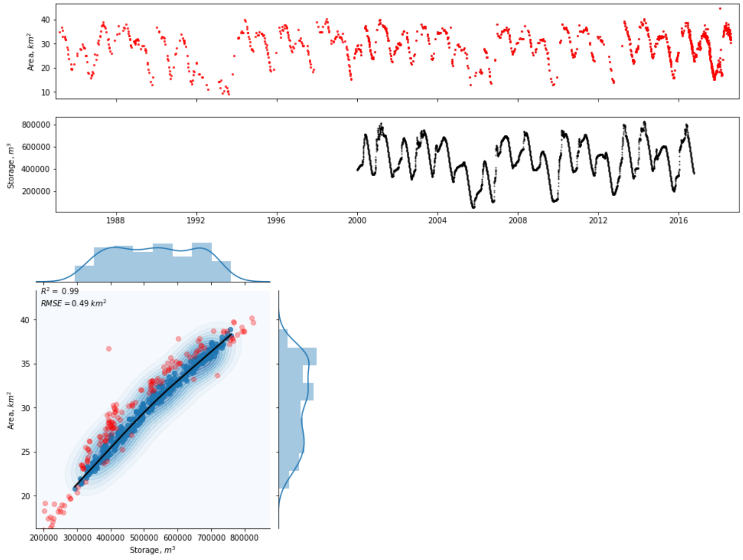 40
30
20
10
Area, km²
800000
600000
400000
200000
Storage, m³
1988 1992 1996 2000 2004 2008 2012 2016
R² = 0.99
RMSE = 0.49 km²
40
35
30
25
20
Area, km²
200000 300000 400000 500000 600000 700000 800000
Storage, m³